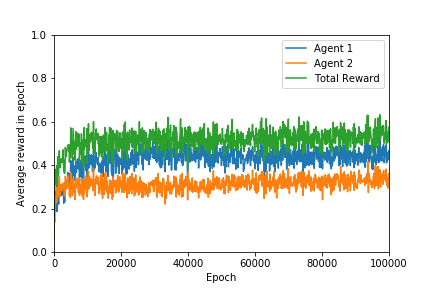 Agent 1
Agent 2
Total Reward
1.0
0.8
0.6
0.4
0.2
0.0
Average reward in epoch
0 20000 40000 60000 80000 100000
Epoch